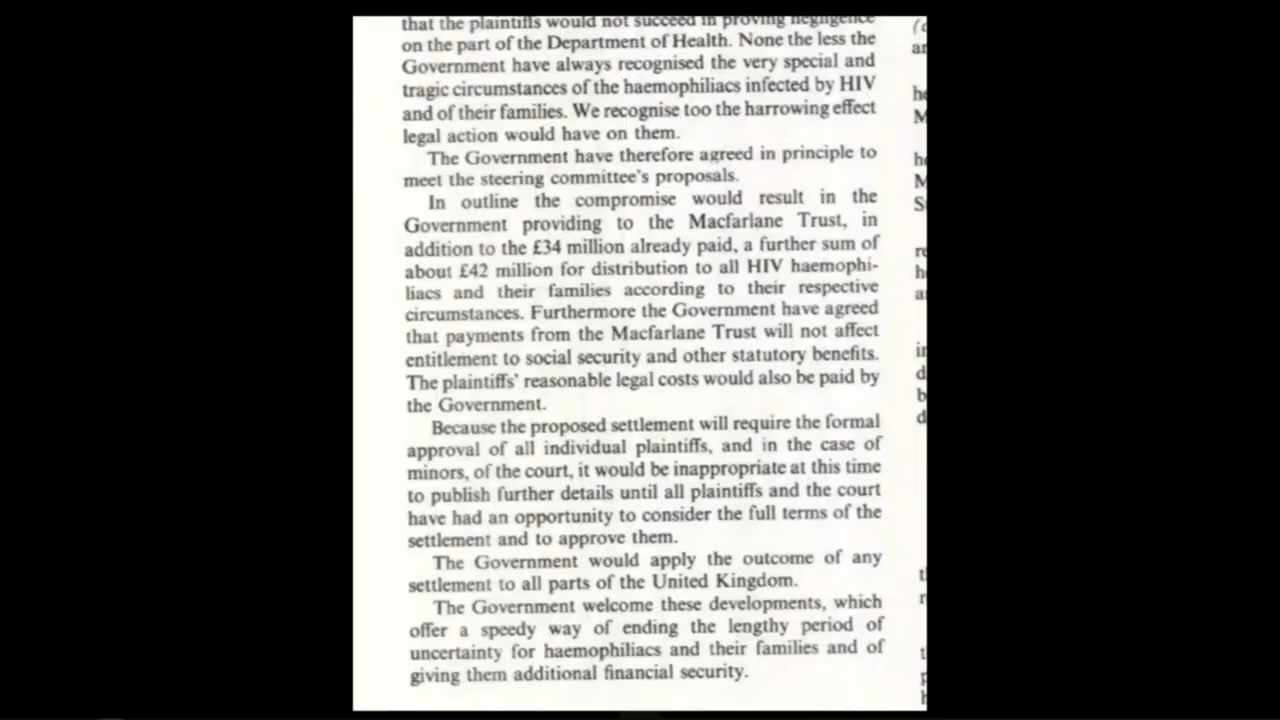 that the plaintiffs would not succeed in proving negligence
on the part of the Department of Health. None the less the
Government have always recognised the very special and
tragic circumstances of the haemophiliacs infected by HIV
and of their families. We recognise too the harrowing effect
legal action would have on them.
The Government have therefore agreed in principle to
meet the steering committee's proposals.
In outline the compromise would result in the
Government providing to the Macfarlane Trust, in
addition to the £34 million already paid, a further sum of
about £42 million for distribution to all HIV haemophi-
liacs and their families according to their respective
circumstances. Furthermore the Government have agreed
that payments from the Macfarlane Trust will not affect
entitlement to social security and other statutory benefits.
The plaintiffs' reasonable legal costs would also be paid by
the Government.
Because the proposed settlement will require the formal
approval of all individual plaintiffs, and in the case of
minors, of the court, it would be inappropriate at this time
to publish further details until all plaintiffs and the court
have had an opportunity to consider the full terms of the
settlement and to approve them.
The Government would apply the outcome of any
settlement to all parts of the United Kingdom.
The Government welcome these developments, which
offer a speedy way of ending the lengthy period of
uncertainty for haemophiliacs and their families and of
giving them additional financial security.